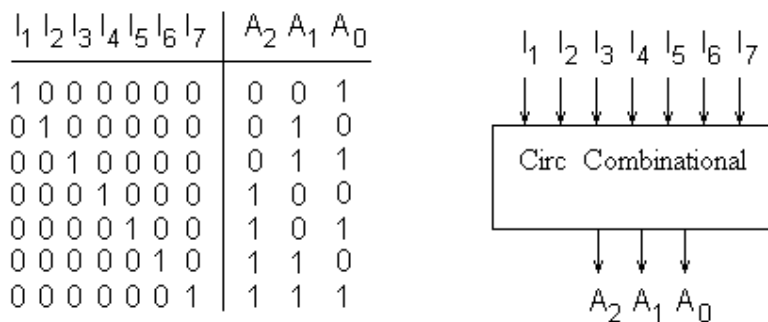 I1 I2 I3 I4 I5 I6 I7 A2 A1 A0
1 0 0 0 0 0 0 0 0 1
0 1 0 0 0 0 0 0 1 0
0 0 1 0 0 0 0 0 1 1
0 0 0 1 0 0 0 1 0 0
0 0 0 0 1 0 0 1 0 1
0 0 0 0 0 1 0 1 1 0
0 0 0 0 0 0 1 1 1 1
I1 I2 I3 I4 I5 I6 I7
Circ Combinational
A2 A1 A0